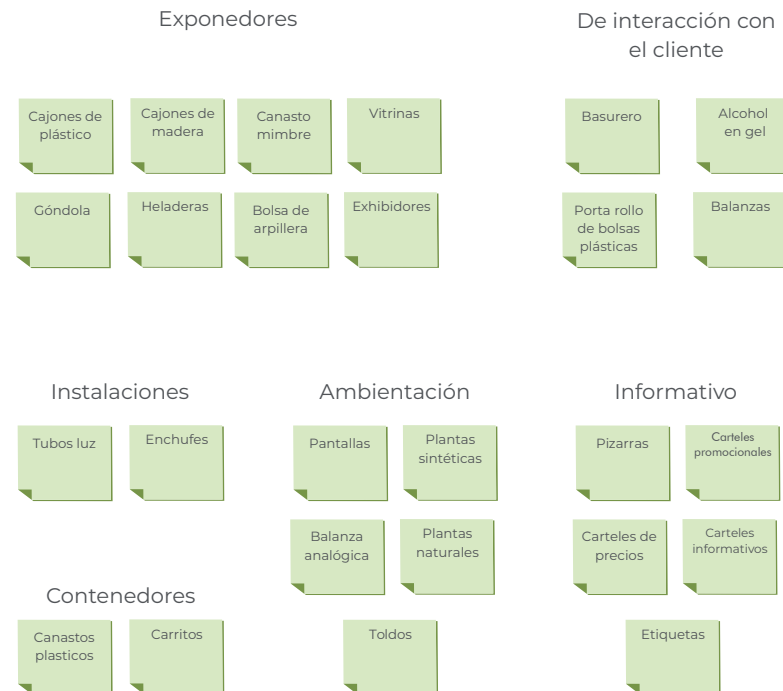 Exponedores
Cajones de
plástico
Cajones de
madera
Canasto
mimbre
Vitrinas
Góndola
Heladeras
Bolsa de
arpillera
Exhibidores
De interacción con
el cliente
Basurero
Alcohol
en gel
Porta rollo
de bolsas
plásticas
Balanzas
Instalaciones
Tubos luz
Enchufes
Ambientación
Pantallas
Plantas
sintéticas
Balanza
analógica
Plantas
naturales
Toldos
Informativo
Pizarras
Carteles
promocionales
Carteles de
precios
Carteles
informativos
Etiquetas
Contenedores
Canastos
plasticos
Carritos